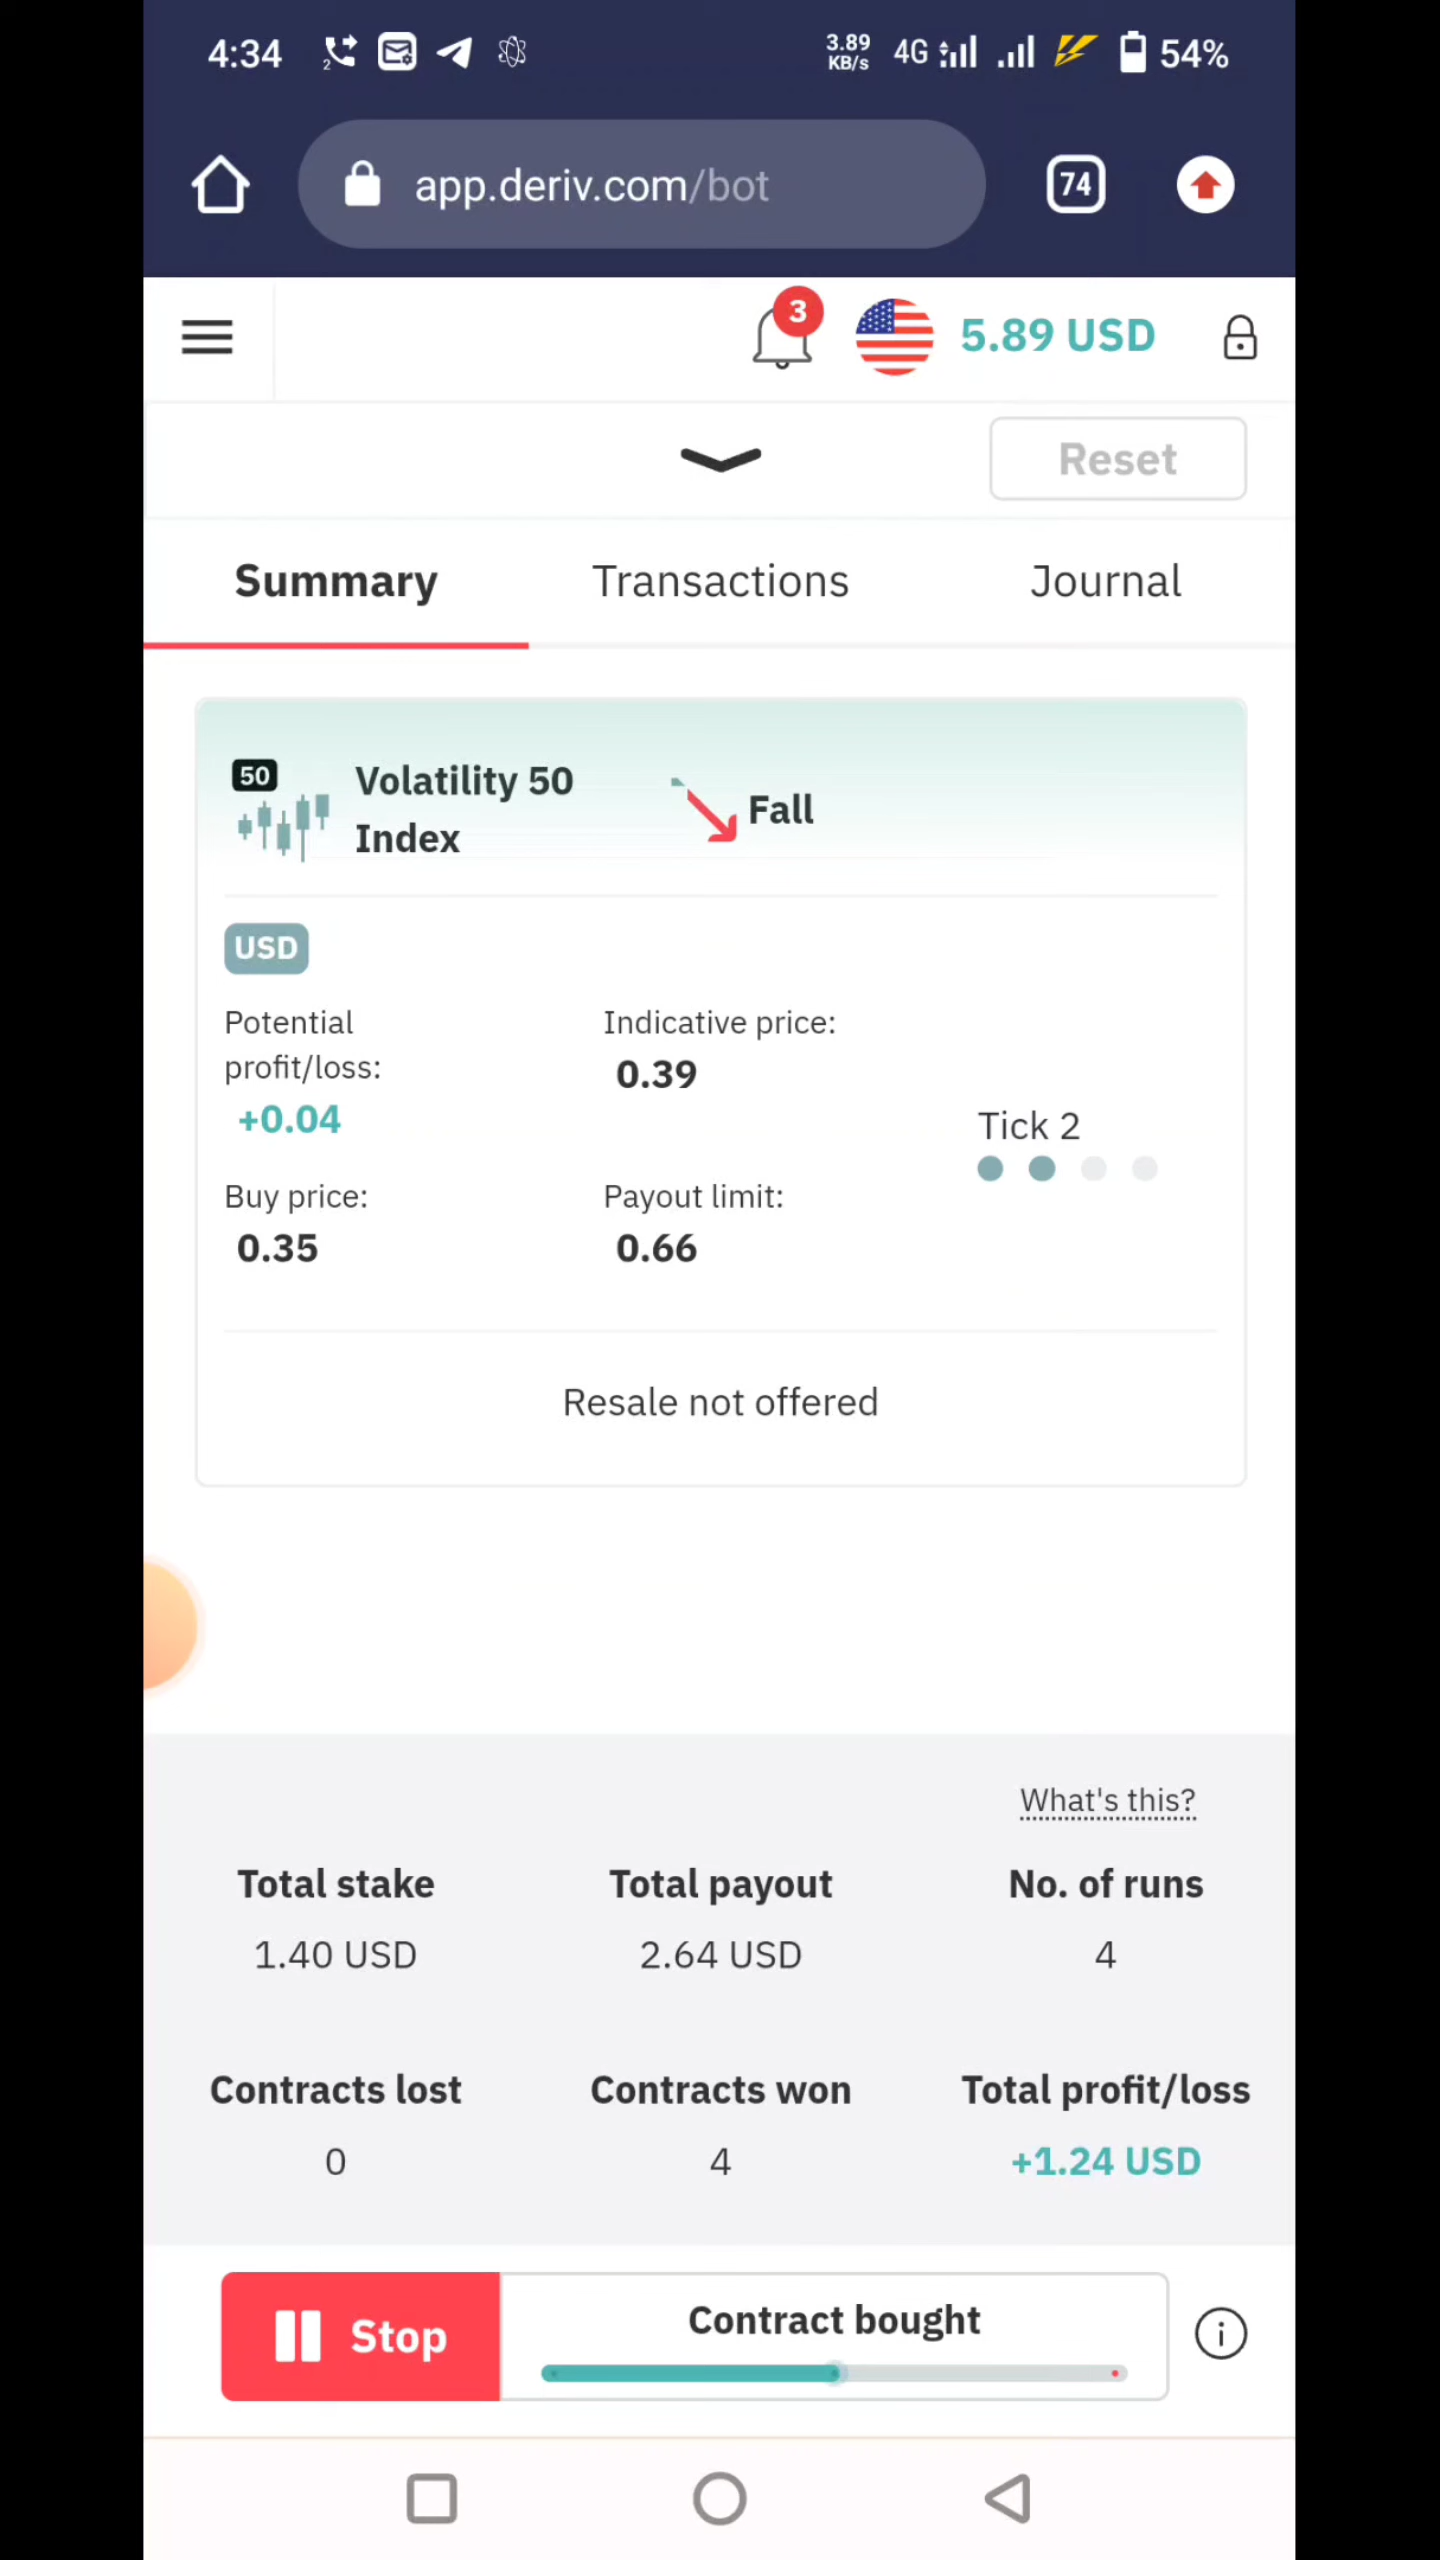 4:34 2 3.89 KB/s 4G 54%
app.deriv.com/bot 74
3 5.89 USD
Reset
Summary Transactions Journal
50 Volatility 50 Index Fall
USD
Potential profit/loss: Indicative price:
+0.04 0.39
Tick 2
Buy price: Payout limit:
0.35 0.66
Resale not offered
What's this?
Total stake Total payout No. of runs
1.40 USD 2.64 USD 4
Contracts lost Contracts won Total profit/loss
0 4 +1.24 USD
Stop Contract bought